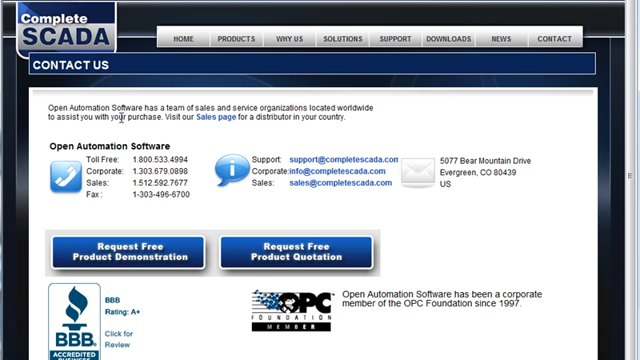 Complete
SCADA
HOME PRODUCTS WHY US SOLUTIONS SUPPORT DOWNLOADS NEWS CONTACT
CONTACT US
Open Automation Software has a team of sales and service organizations located worldwide
to assist you with your purchase. Visit our Sales page for a distributor in your country.
Open Automation Software
Toll Free: 1.800.533.4994
Corporate: 1.303.679.0898
Sales: 1.512.592.7677
Fax : 1-303-496-6700
Support: support@completescada.com
Corporate:info@completescada.com
Sales: sales@completescada.com
5077 Bear Mountain Drive
Evergreen, CO 80439
US
Request Free
Product Demonstration
Request Free
Product Quotation
BBB
ACCREDITED
BUSINESS
BBB
Rating: A+
Click for
Review
OPC
FOUNDATION
MEMBER
Open Automation Software has been a corporate
member of the OPC Foundation since 1997.